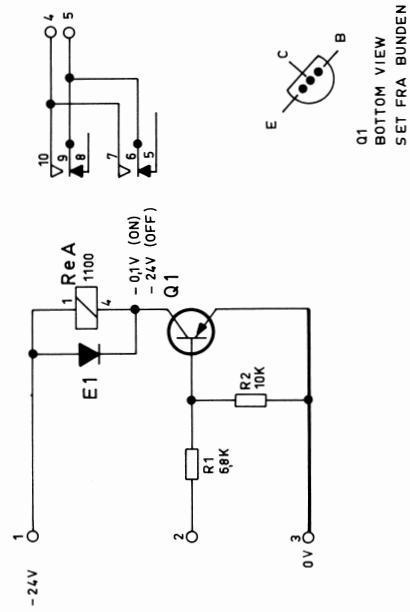 -24V
1
E1
ReA
1100
1
4
-0,1V (ON)
-24V (OFF)
Q1
2
R1
6,8K
R2
10K
3
0V
4
5
10
9
8
7
6
5
E
C
B
Q1
BOTTOM VIEW
SET FRA BUNDEN